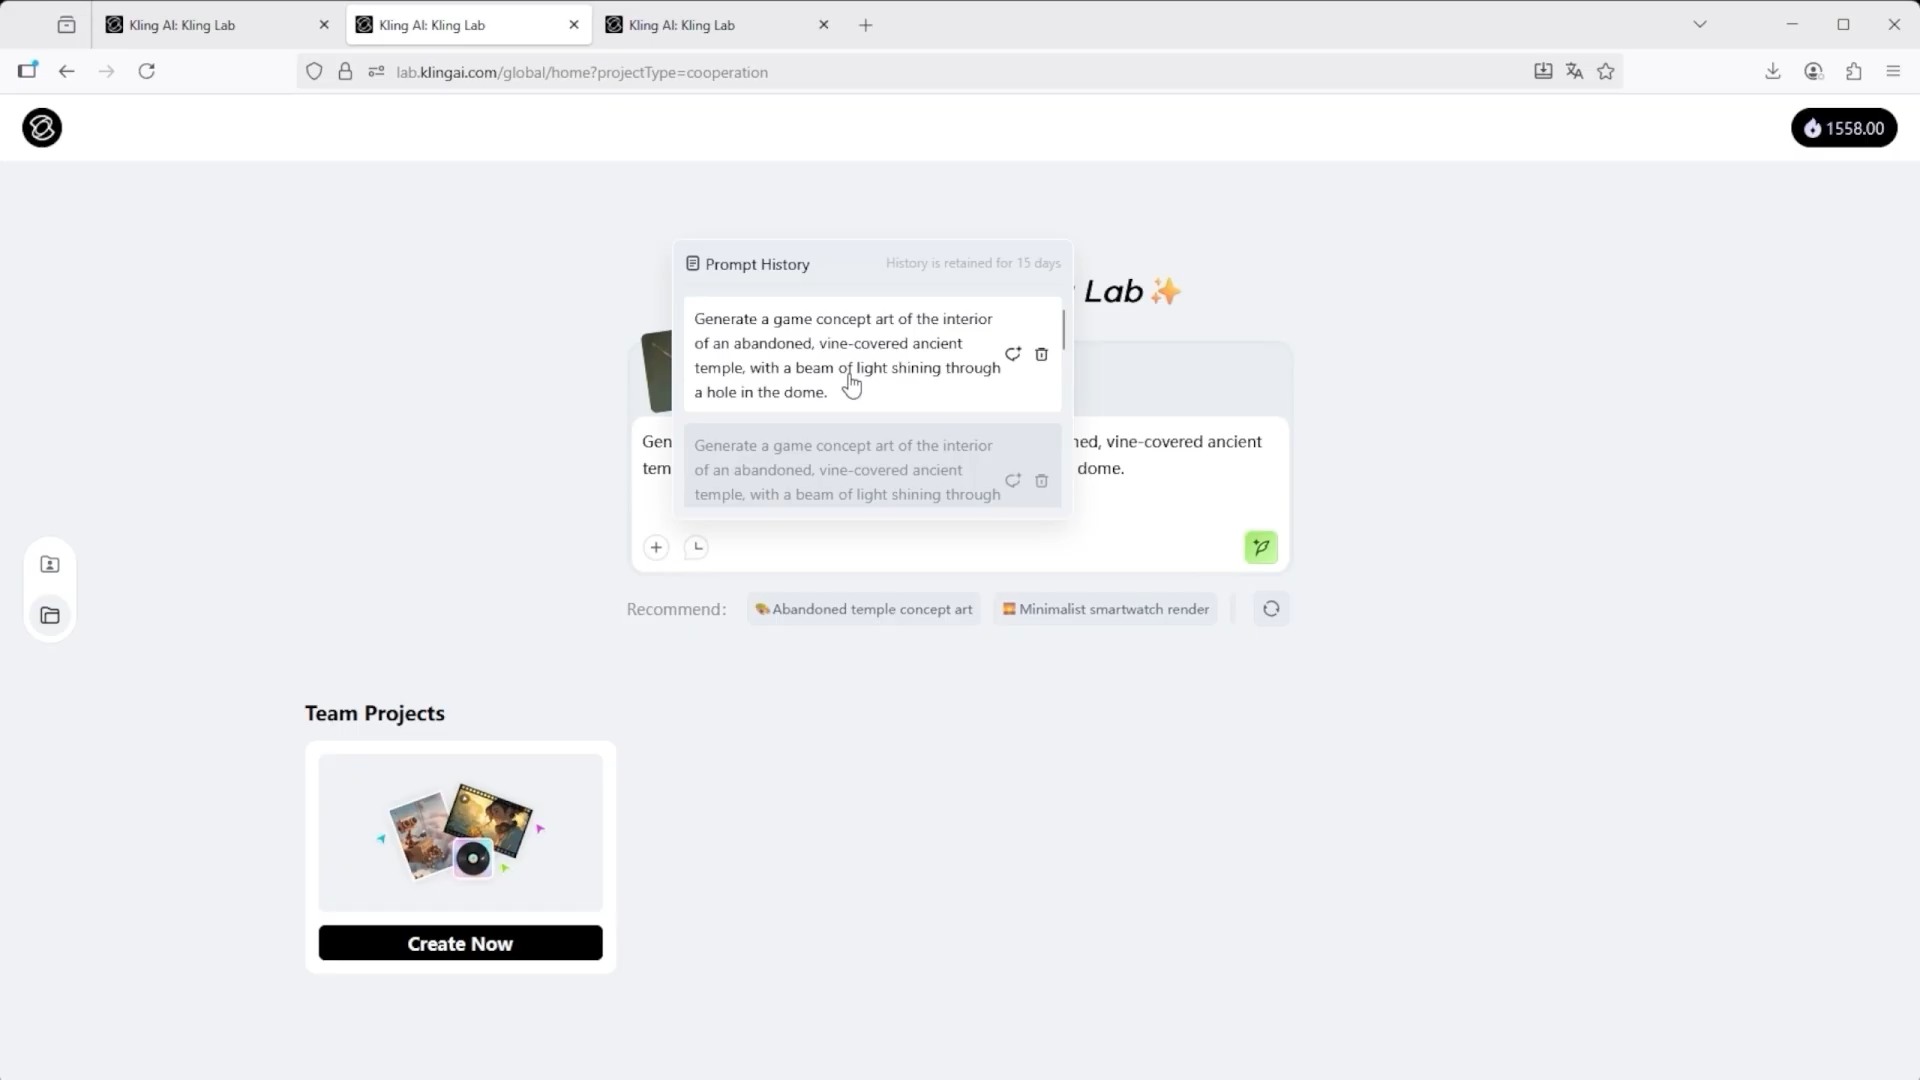 Kling AI: Kling Lab
Kling AI: Kling Lab
Kling AI: Kling Lab
lab.klingai.com/global/home?projectType=cooperation
1558.00
Prompt History
History is retained for 15 days
Lab
Generate a game concept art of the interior
of an abandoned, vine-covered ancient
temple, with a beam of light shining through
a hole in the dome.
Generate a game concept art of the interior
of an abandoned, vine-covered ancient
temple, with a beam of light shining through
Gen ned, vine-covered ancient
tem dome.
Recommend:
Abandoned temple concept art
Minimalist smartwatch render
Team Projects
Create Now